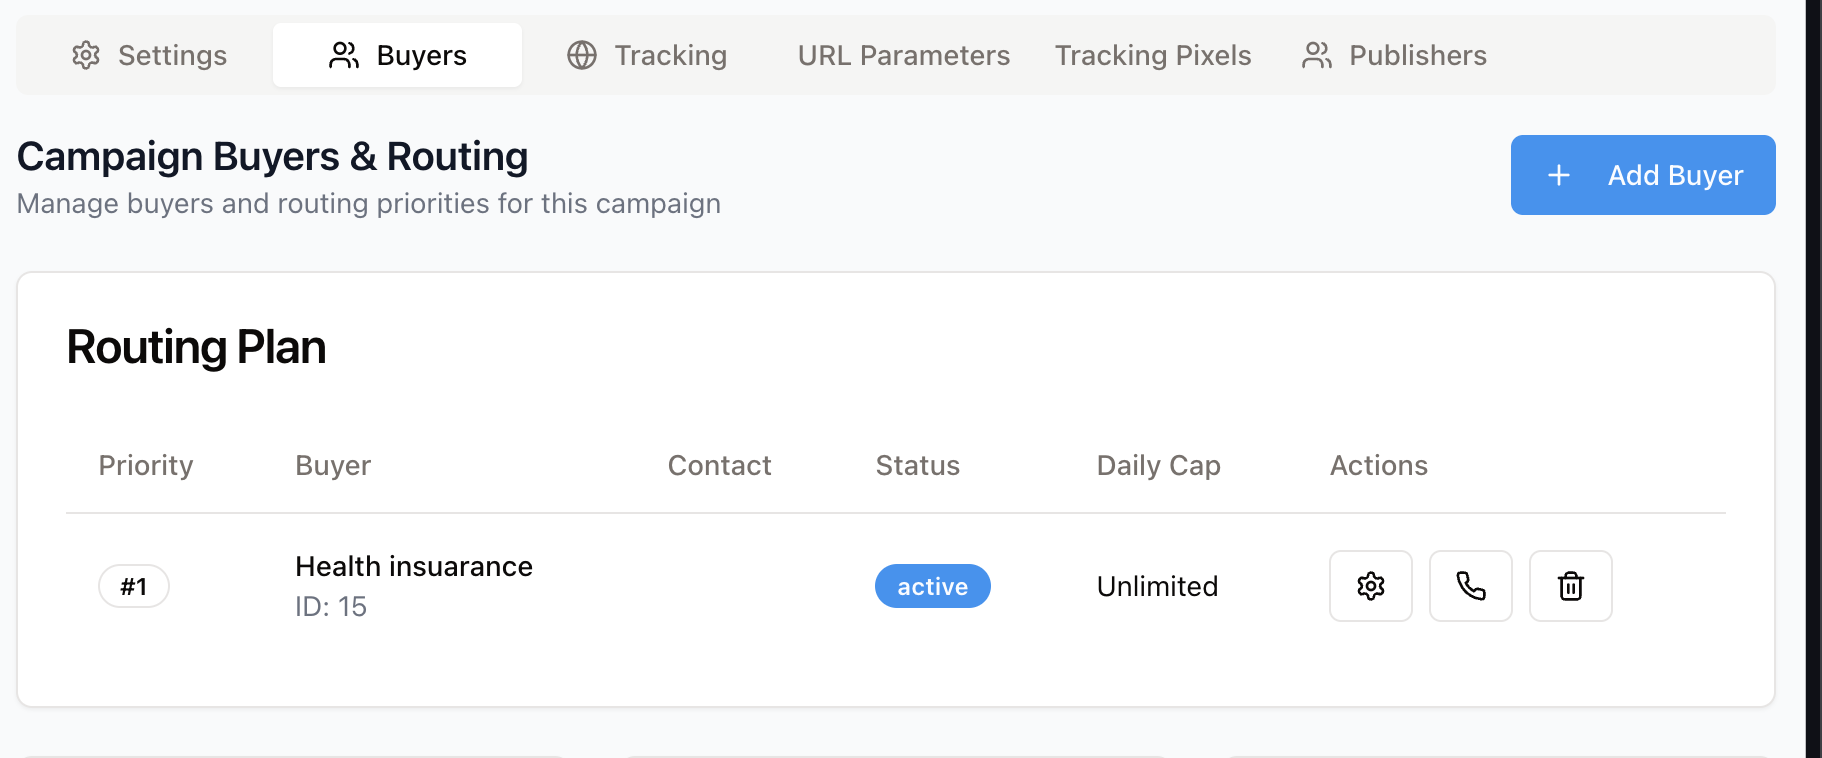 Settings Buyers Tracking URL Parameters Tracking Pixels Publishers
Campaign Buyers & Routing
Manage buyers and routing priorities for this campaign
+ Add Buyer
Routing Plan
Priority Buyer Contact Status Daily Cap Actions
#1 Health insuarance active Unlimited
ID: 15